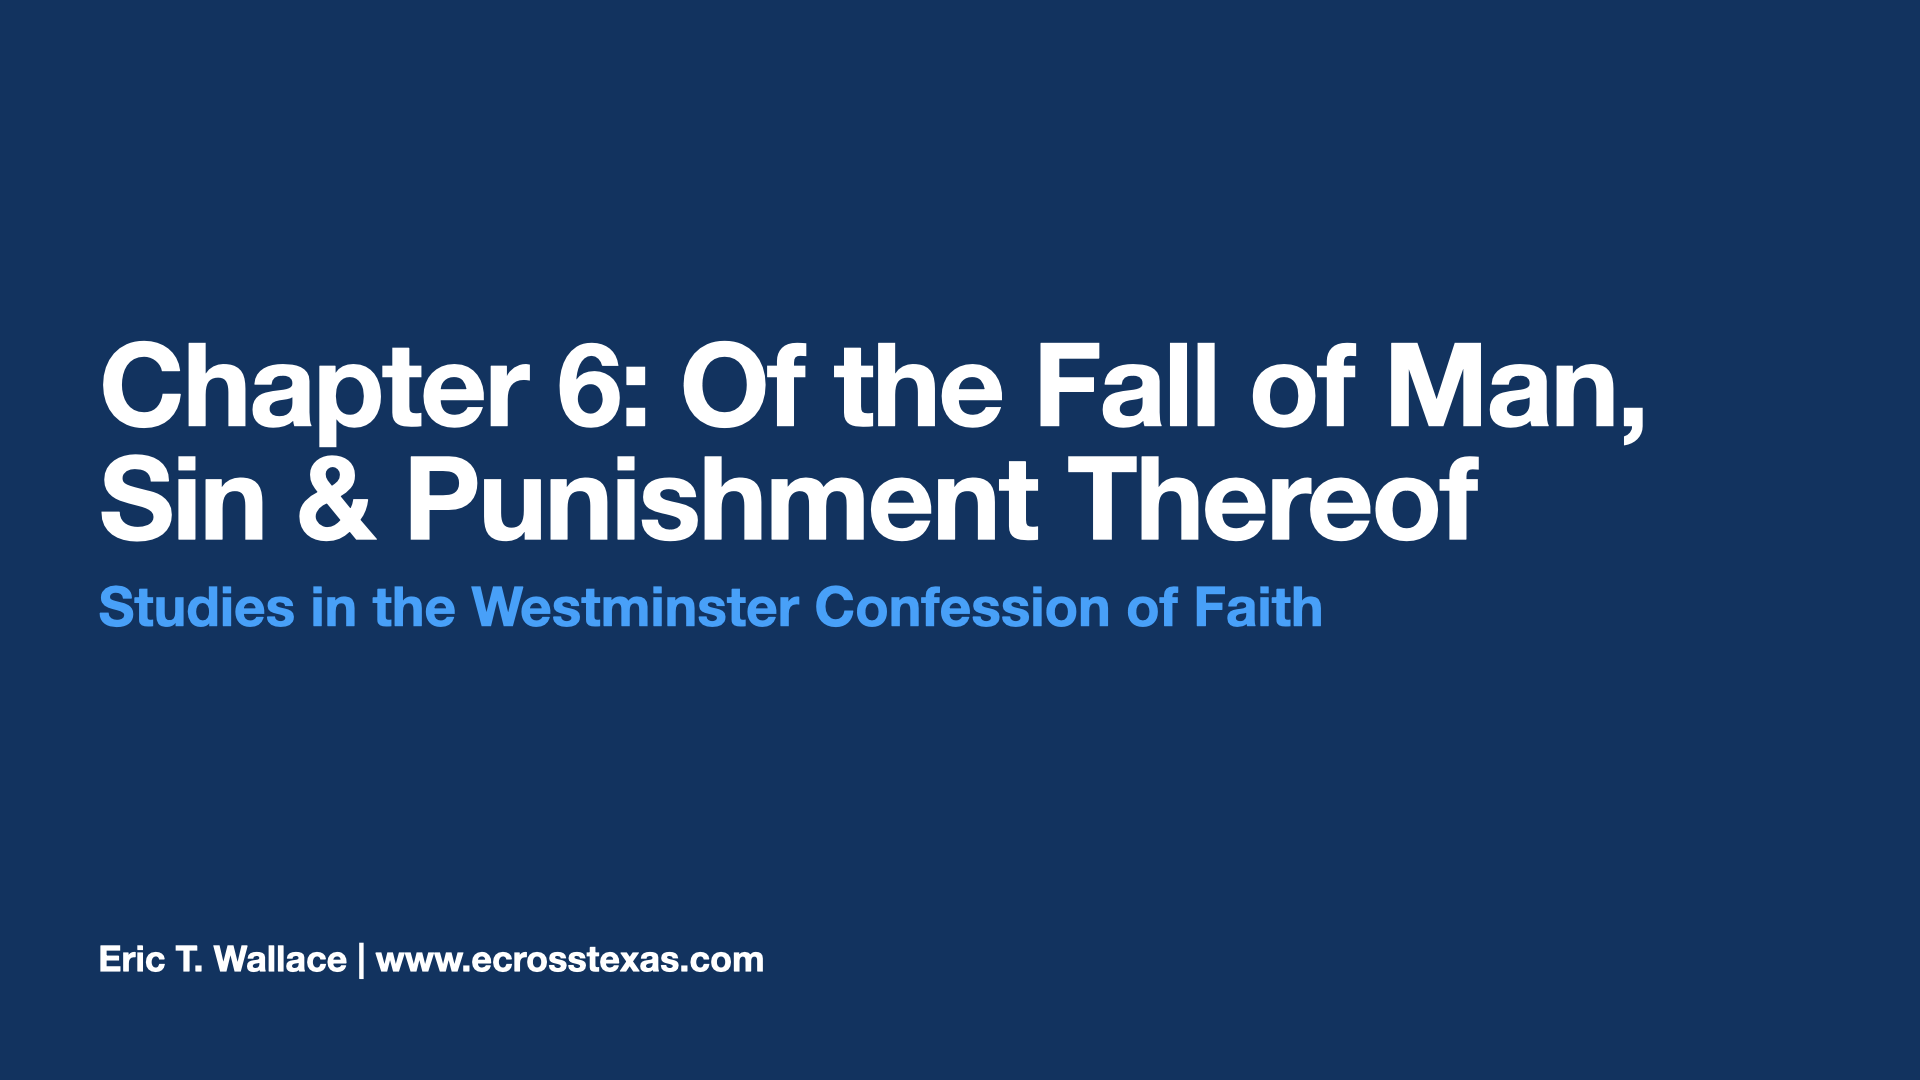 Chapter 6: Of the Fall of Man,
Sin & Punishment Thereof
Studies in the Westminster Confession of Faith
Eric T. Wallace | www.ecrosstexas.com